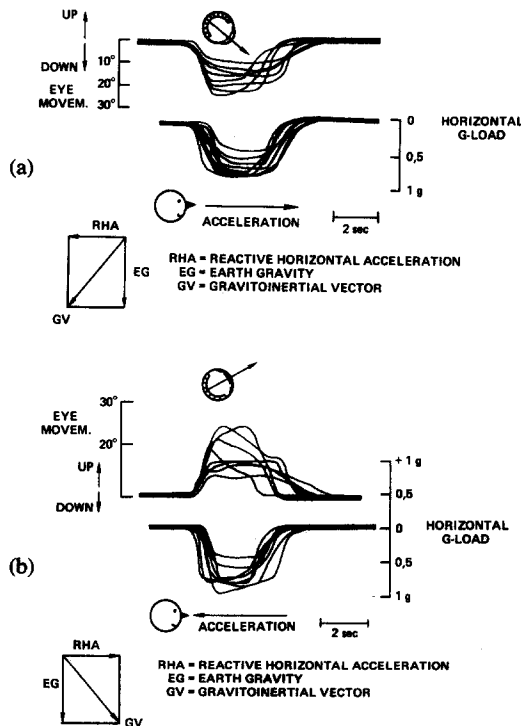 UP
DOWN
EYE
MOVEM.
10°
20°
30°
0
0,5
1 g
HORIZONTAL
G-LOAD
(a)
ACCELERATION
2 sec
RHA
EG
GV
RHA = REACTIVE HORIZONTAL ACCELERATION
EG = EARTH GRAVITY
GV = GRAVITOINERTIAL VECTOR
30°
EYE
MOVEM.
20°
UP
DOWN
+ 1 g
0,5
0
0,5
1 g
HORIZONTAL
G-LOAD
(b)
ACCELERATION
2 sec
RHA
EG
GV
RHA = REACTIVE HORIZONTAL ACCELERATION
EG = EARTH GRAVITY
GV = GRAVITOINERTIAL VECTOR